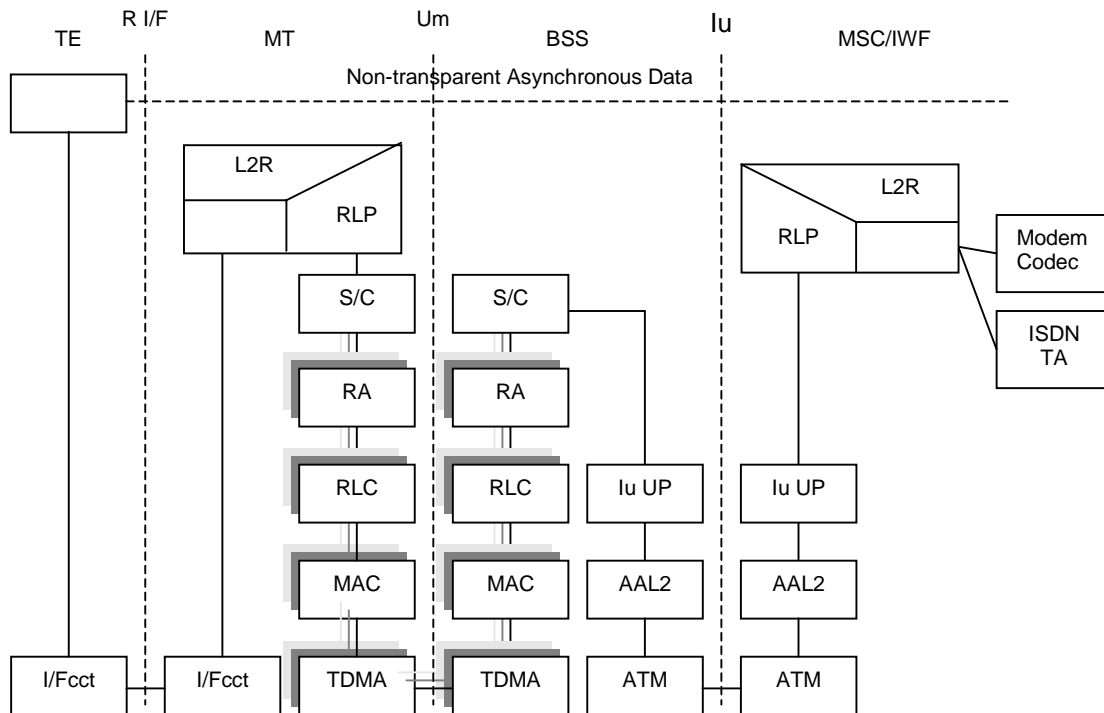 R I/F
Um
Iu
TE
MT
BSS
MSC/IWF
Non-transparent Asynchronous Data
L2R
RLP
L2R
RLP
Modem
Codec
S/C
S/C
ISDN
TA
RA
RA
RLC
RLC
Iu UP
Iu UP
MAC
MAC
AAL2
AAL2
I/Fcct
I/Fcct
TDMA
TDMA
ATM
ATM